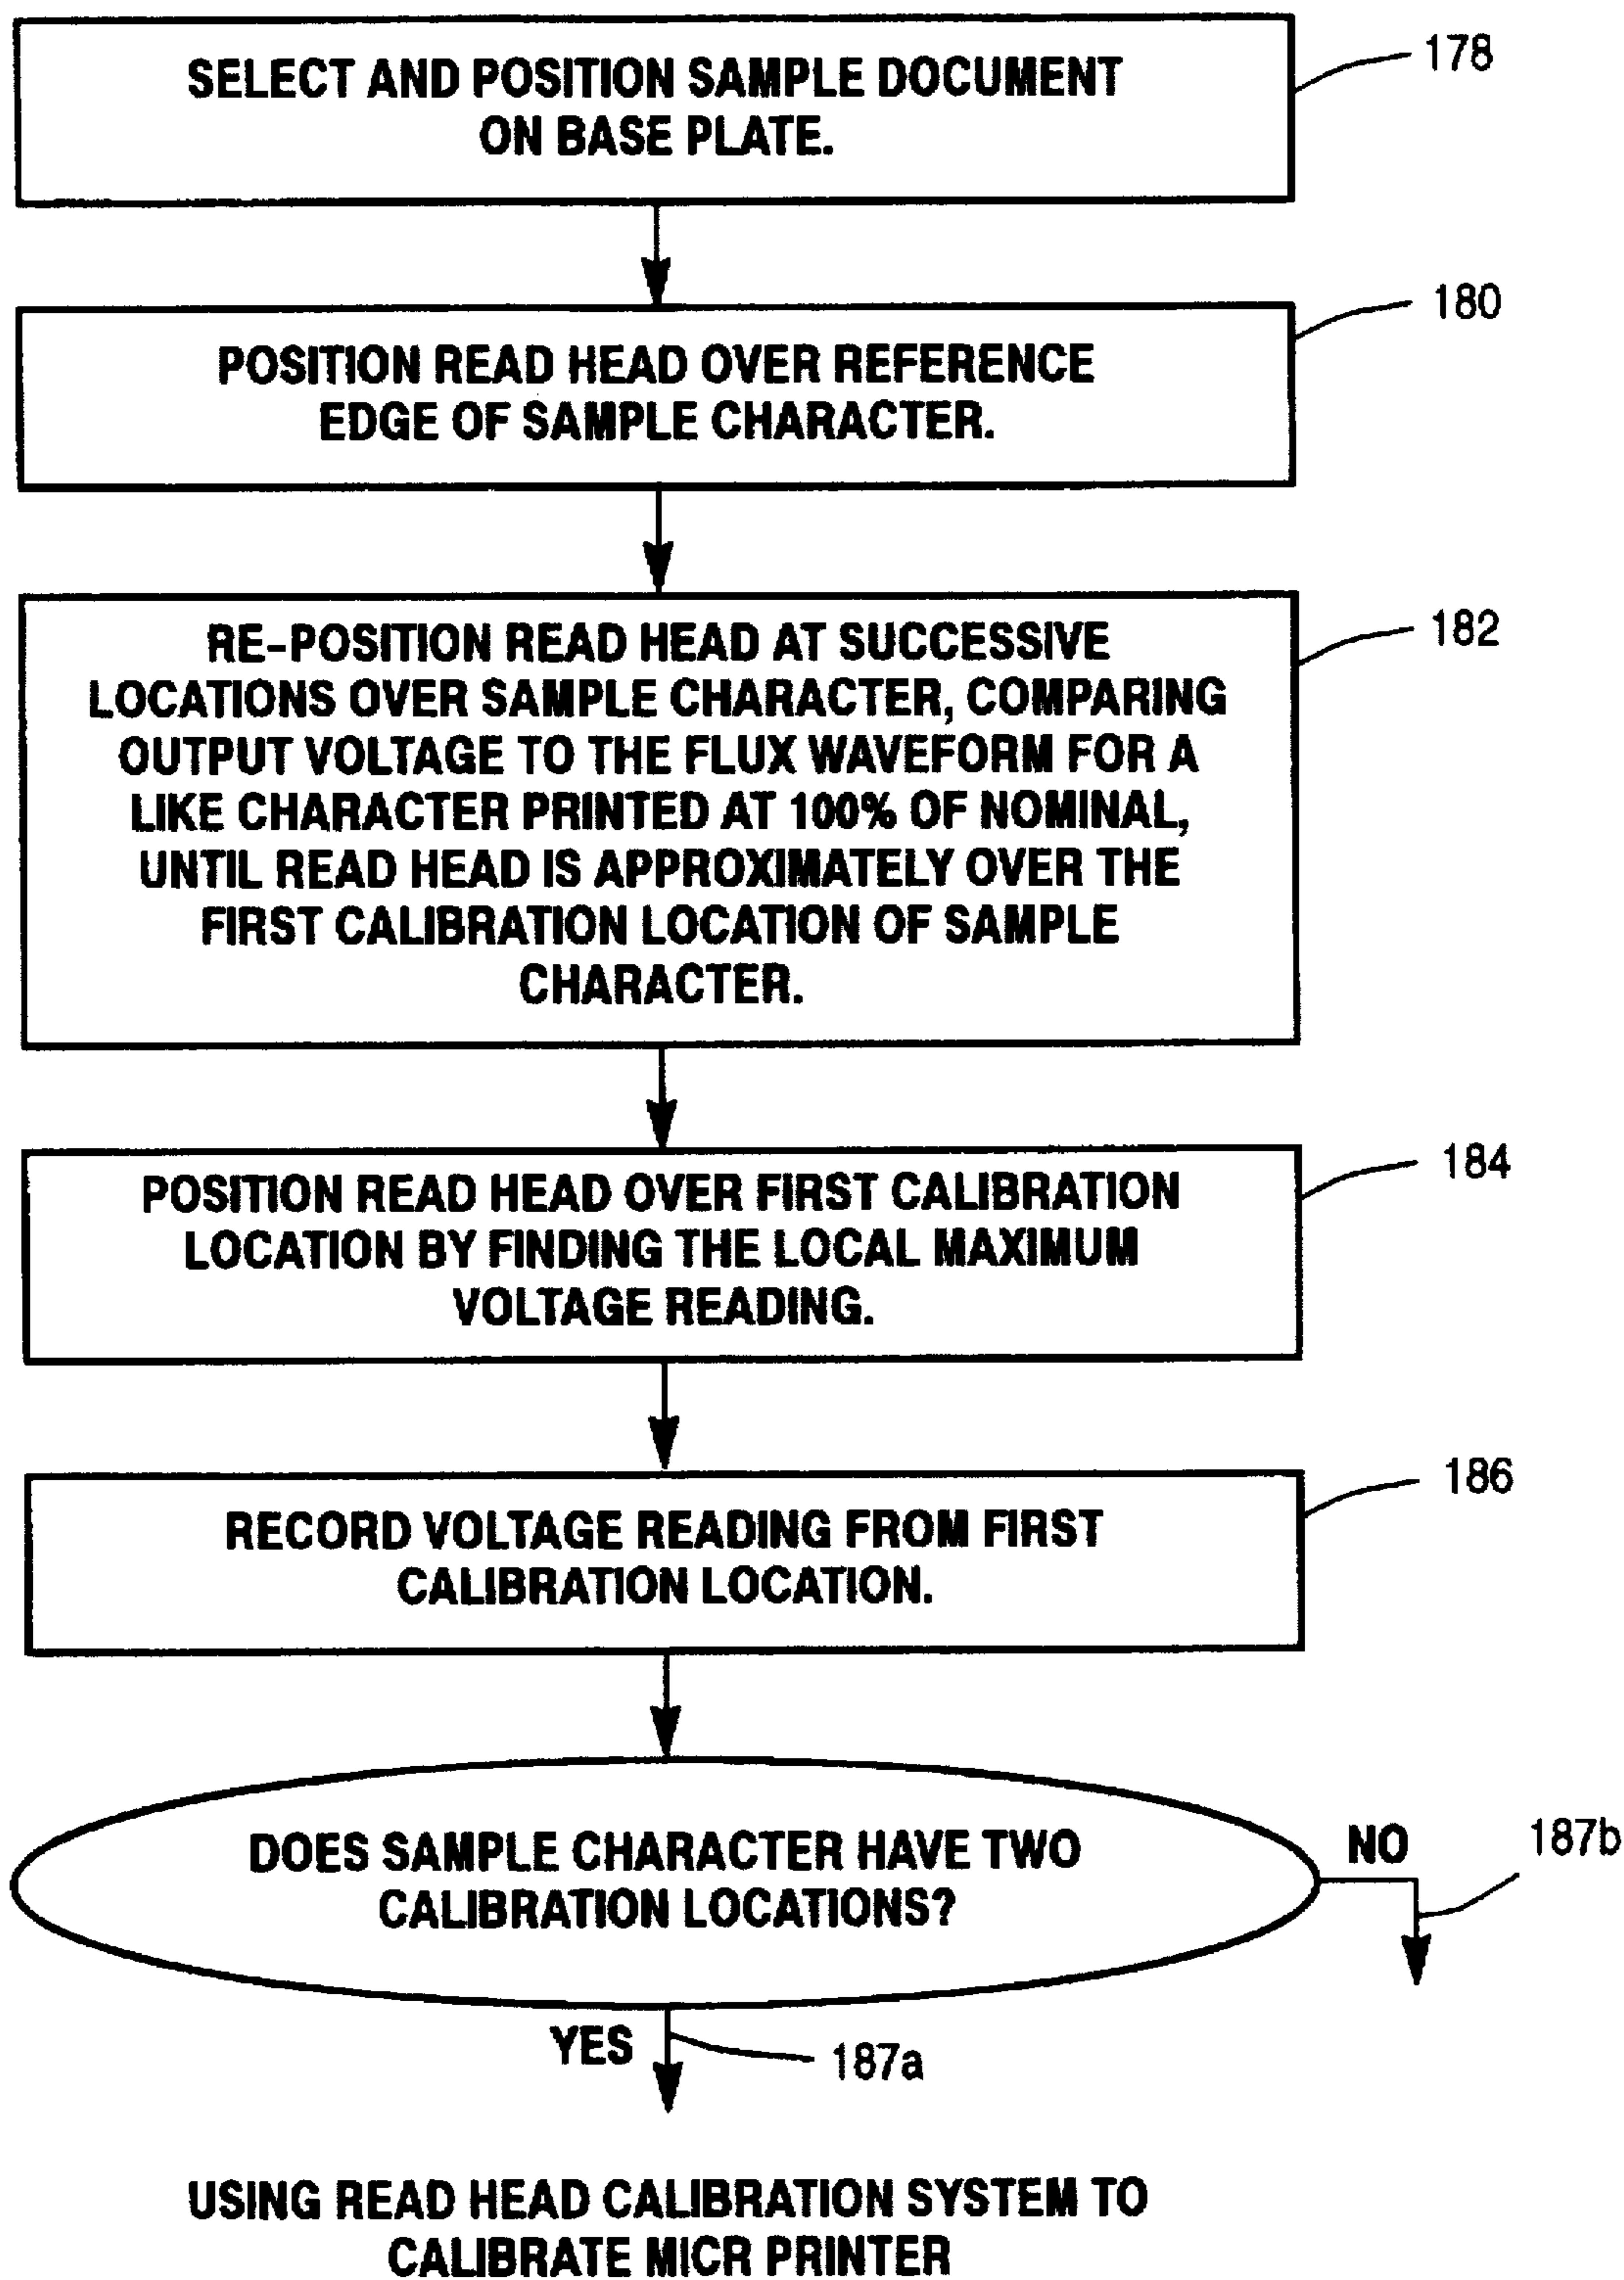 SELECT AND POSITION SAMPLE DOCUMENT
ON BASE PLATE.
178
POSITION READ HEAD OVER REFERENCE
EDGE OF SAMPLE CHARACTER.
180
RE-POSITION READ HEAD AT SUCCESSIVE
LOCATIONS OVER SAMPLE CHARACTER, COMPARING
OUTPUT VOLTAGE TO THE FLUX WAVEFORM FOR A
LIKE CHARACTER PRINTED AT 100% OF NOMINAL,
UNTIL READ HEAD IS APPROXIMATELY OVER THE
FIRST CALIBRATION LOCATION OF SAMPLE
CHARACTER.
182
POSITION READ HEAD OVER FIRST CALIBRATION
LOCATION BY FINDING THE LOCAL MAXIMUM
VOLTAGE READING.
184
RECORD VOLTAGE READING FROM FIRST
CALIBRATION LOCATION.
186
DOES SAMPLE CHARACTER HAVE TWO
CALIBRATION LOCATIONS?
NO
187b
YES
187a
USING READ HEAD CALIBRATION SYSTEM TO
CALIBRATE MICR PRINTER